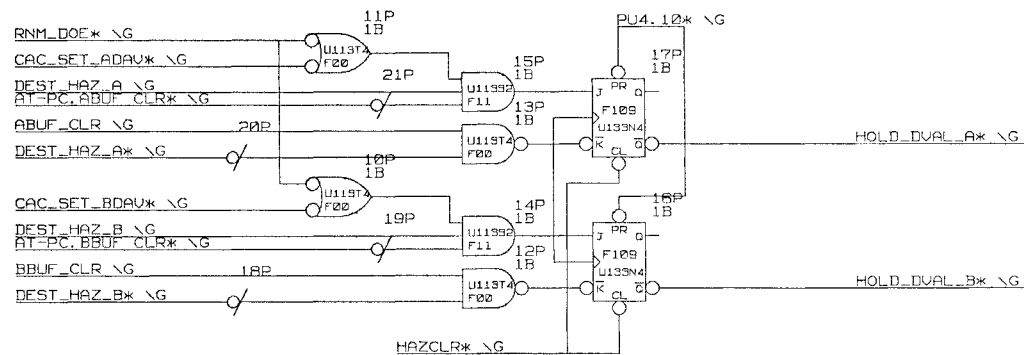 PU4.10* \G
11P
1B
RNM_DOE* \G
U113T4
F00
CAC_SET_ADAV* \G
15P
1B
17P
1B
DEST_HAZ_A \G
21P
AT-PC.ABUF_CLR* \G
U11392
F11
PR
J Q
F109
U133N4
K Q
CL
13P
1B
ABUF_CLR \G
20P
U119T4
F00
DEST_HAZ_A* \G
HOLD_DVAL_A* \G
10P
1B
U119T4
F00
CAC_SET_BDAV* \G
14P
1B
16P
1B
DEST_HAZ_B \G
19P
AT-PC.BBUF_CLR* \G
U11992
F11
PR
J Q
F109
U133N4
K Q
CL
12P
1B
BBUF_CLR \G
18P
U113T4
F00
DEST_HAZ_B* \G
HOLD_DVAL_B* \G
HAZCLR* \G